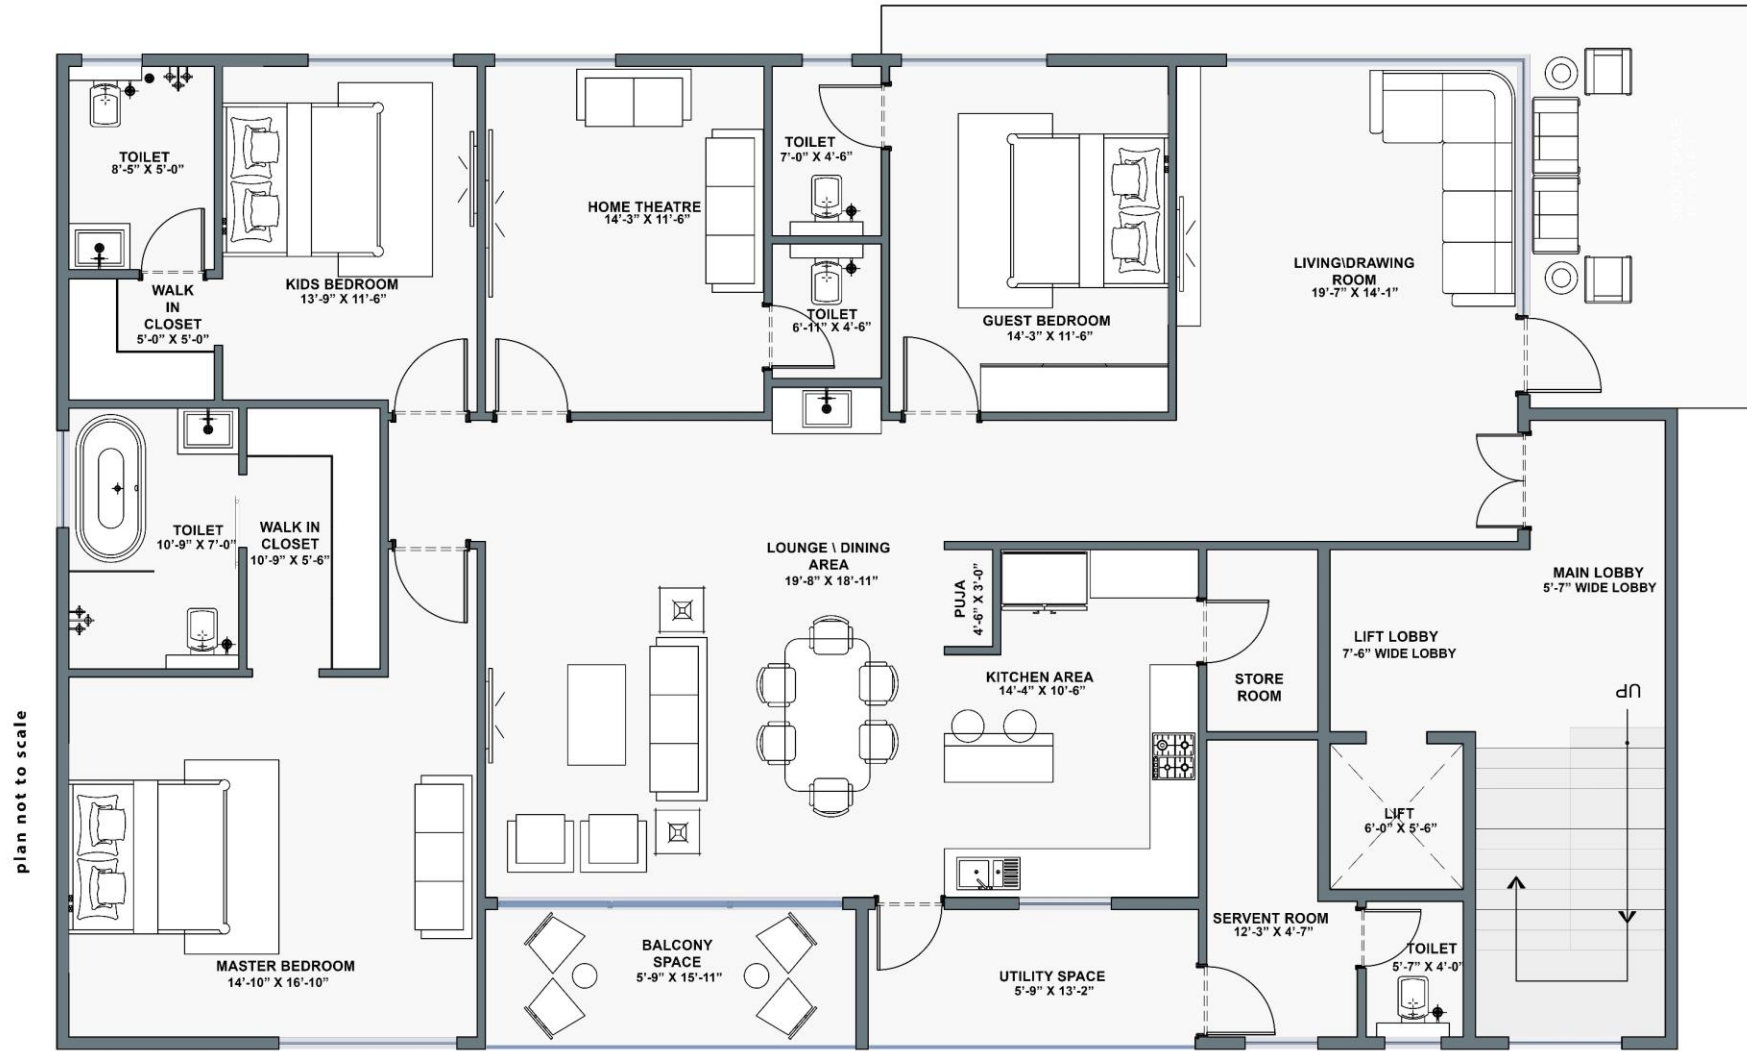 TOILET
8'-5" X 5'-0"
KIDS BEDROOM
13'-9" X 11'-6"
WALK
IN
CLOSET
5'-0" X 5'-0"
HOME THEATRE
14'-3" X 11'-6"
TOILET
7'-0" X 4'-6"
TOILET
6'-11" X 4'-6"
GUEST BEDROOM
14'-3" X 11'-6"
LIVING\DRAWING
ROOM
19'-7" X 14'-1"
TOILET
10'-9" X 7'-0"
WALK IN
CLOSET
10'-9" X 5'-6"
LOUNGE \ DINING
AREA
19'-8" X 18'-11"
PUJA
4'-6" X 3'-0"
KITCHEN AREA
14'-4" X 10'-6"
STORE
ROOM
MAIN LOBBY
5'-7" WIDE LOBBY
LIFT LOBBY
7'-6" WIDE LOBBY
UP
LIFT
6'-0" X 5'-6"
MASTER BEDROOM
14'-10" X 16'-10"
BALCONY
SPACE
5'-9" X 15'-11"
UTILITY SPACE
5'-9" X 13'-2"
SERVENT ROOM
12'-3" X 4'-7"
TOILET
5'-7" X 4'-0"
plan not to scale